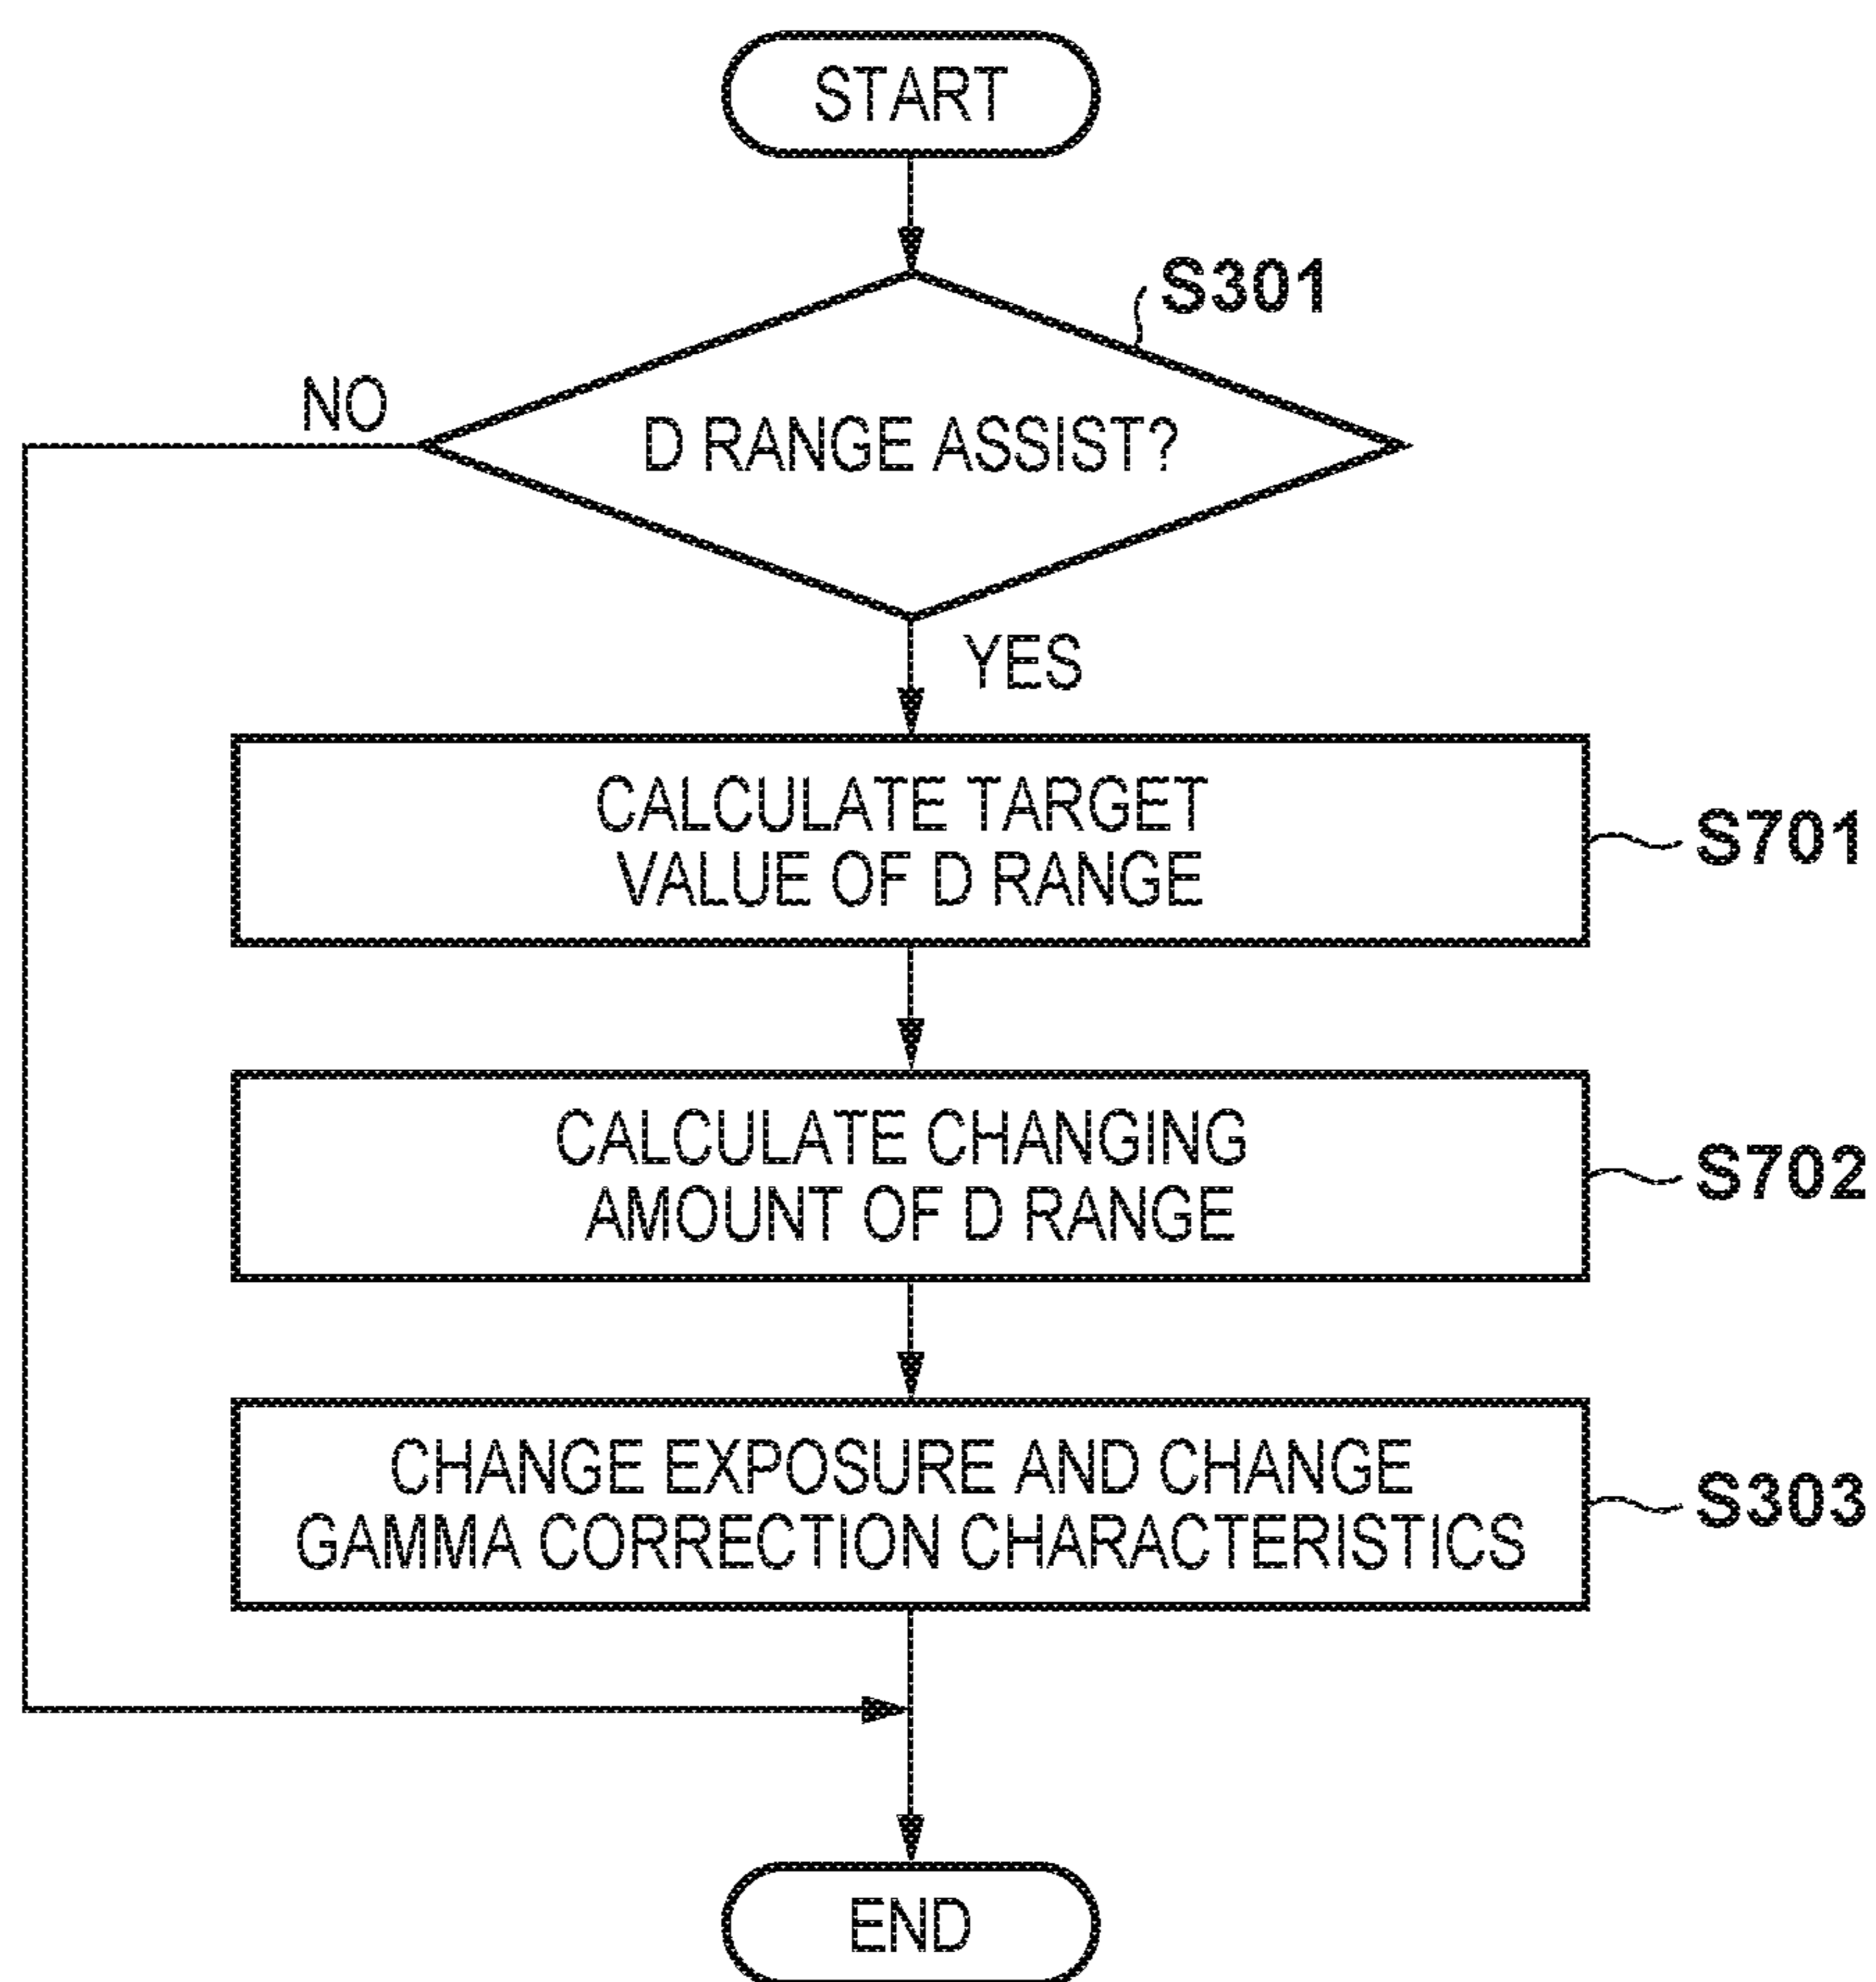 START
S301
NO
D RANGE ASSIST?
YES
CALCULATE TARGET
VALUE OF D RANGE
S701
CALCULATE CHANGING
AMOUNT OF D RANGE
S702
CHANGE EXPOSURE AND CHANGE
GAMMA CORRECTION CHARACTERISTICS
S303
END